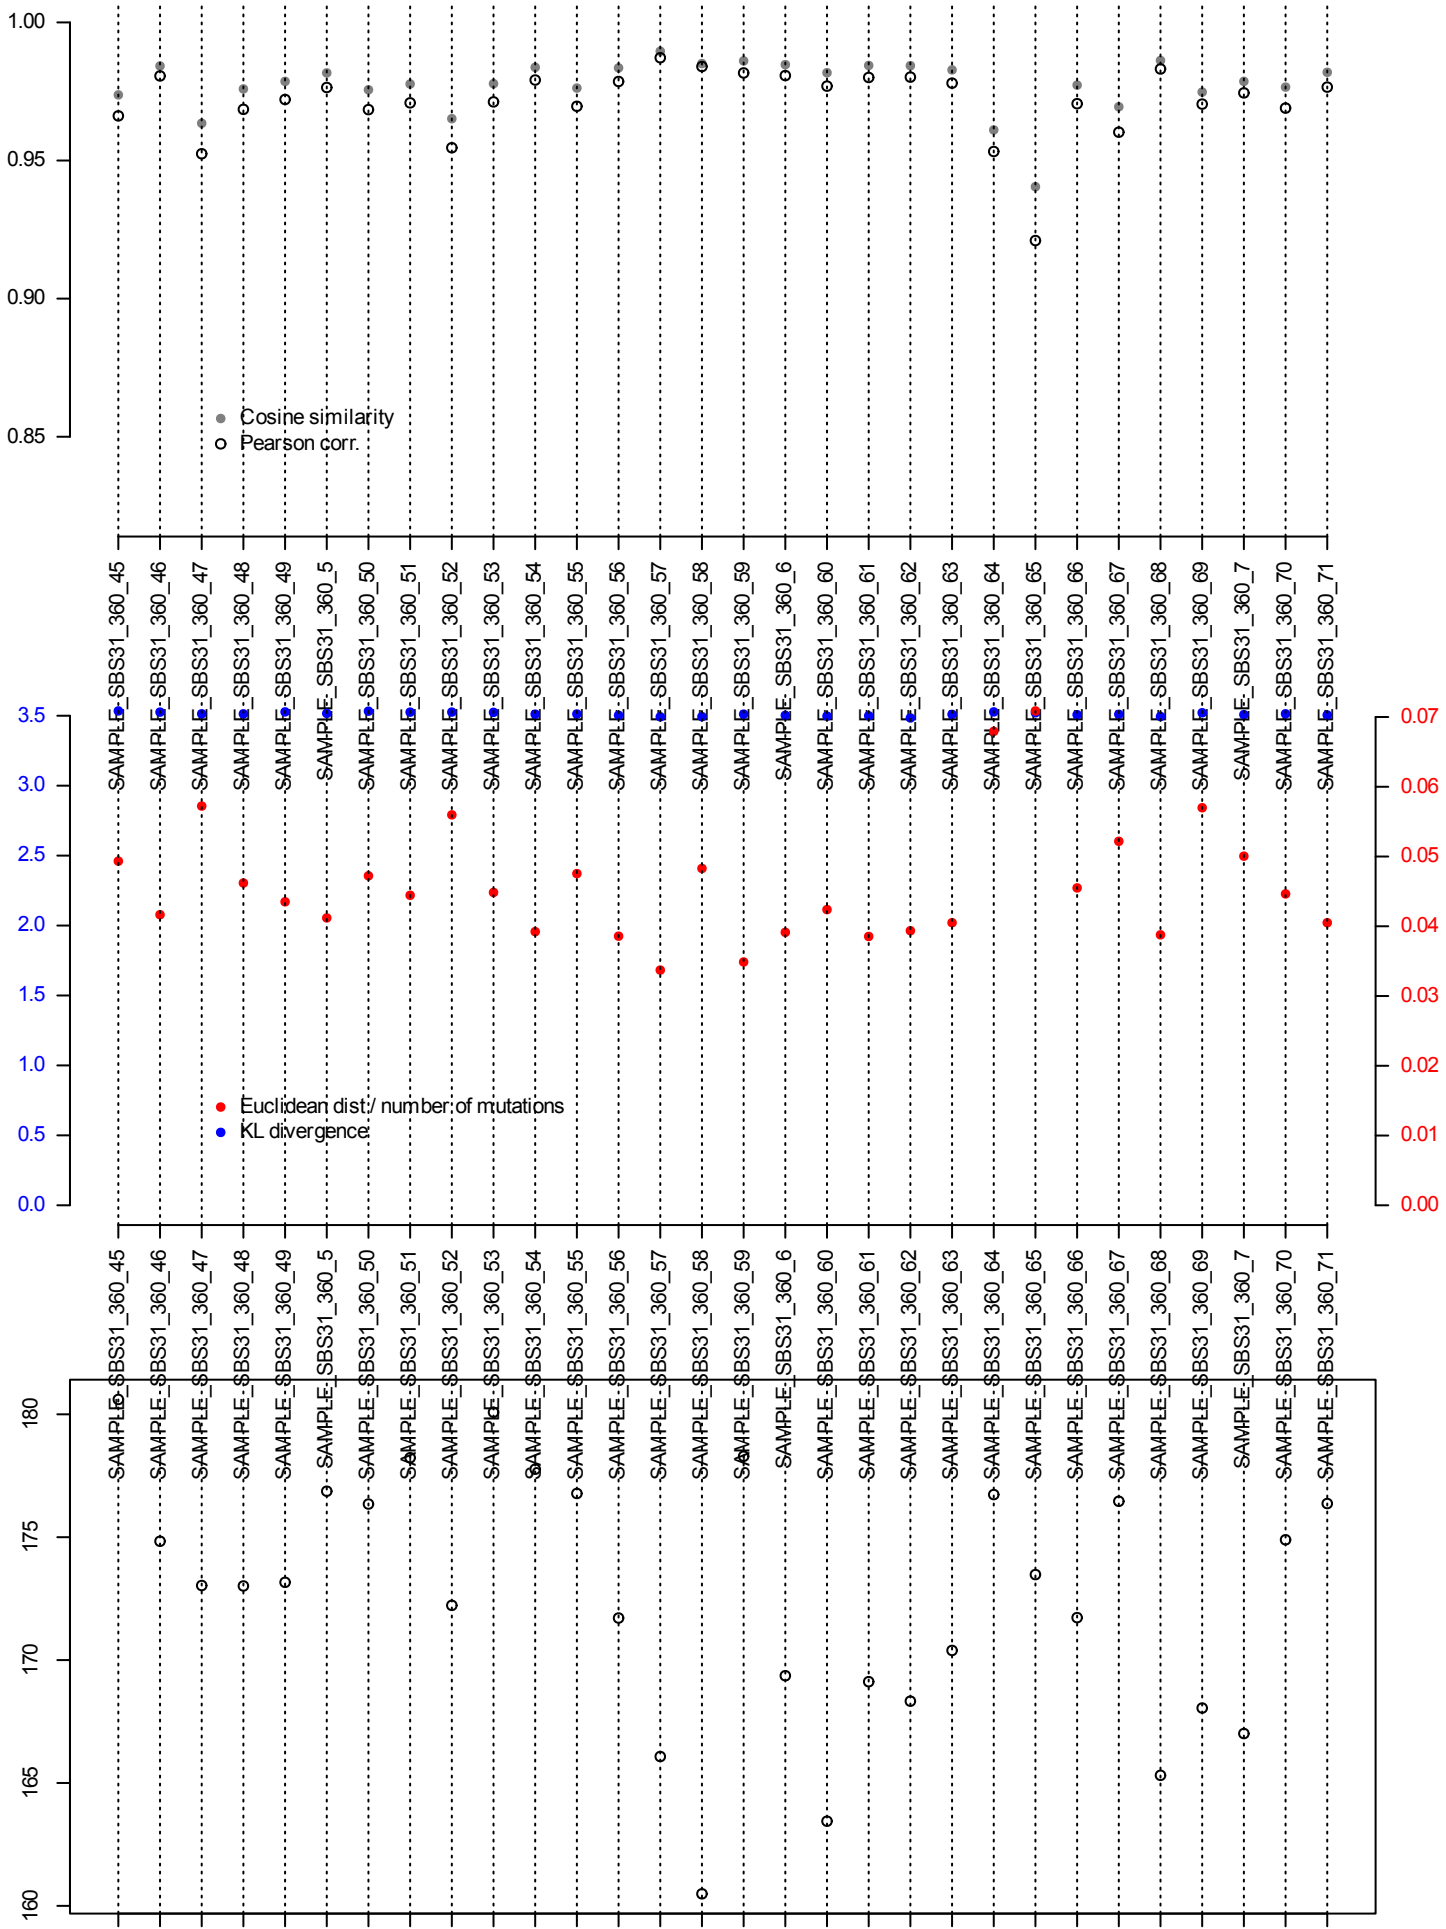 1.00
0.95
0.90
0.85
Cosine similarity
Pearson corr.
SAMPLE_SBS31_360_45
SAMPLE_SBS31_360_46
SAMPLE_SBS31_360_47
SAMPLE_SBS31_360_48
SAMPLE_SBS31_360_49
SAMPLE_SBS31_360_5
SAMPLE_SBS31_360_50
SAMPLE_SBS31_360_51
SAMPLE_SBS31_360_52
SAMPLE_SBS31_360_53
SAMPLE_SBS31_360_54
SAMPLE_SBS31_360_55
SAMPLE_SBS31_360_56
SAMPLE_SBS31_360_57
SAMPLE_SBS31_360_58
SAMPLE_SBS31_360_59
SAMPLE_SBS31_360_6
SAMPLE_SBS31_360_60
SAMPLE_SBS31_360_61
SAMPLE_SBS31_360_62
SAMPLE_SBS31_360_63
SAMPLE_SBS31_360_64
SAMPLE_SBS31_360_65
SAMPLE_SBS31_360_66
SAMPLE_SBS31_360_67
SAMPLE_SBS31_360_68
SAMPLE_SBS31_360_69
SAMPLE_SBS31_360_7
SAMPLE_SBS31_360_70
SAMPLE_SBS31_360_71
3.5
3.0
2.5
2.0
1.5
1.0
0.5
0.0
0.07
0.06
0.05
0.04
0.03
0.02
0.01
0.00
Euclidean dist./ number of mutations
KL divergence
SAMPLE_SBS31_360_45
SAMPLE_SBS31_360_46
SAMPLE_SBS31_360_47
SAMPLE_SBS31_360_48
SAMPLE_SBS31_360_49
SAMPLE_SBS31_360_5
SAMPLE_SBS31_360_50
SAMPLE_SBS31_360_51
SAMPLE_SBS31_360_52
SAMPLE_SBS31_360_53
SAMPLE_SBS31_360_54
SAMPLE_SBS31_360_55
SAMPLE_SBS31_360_56
SAMPLE_SBS31_360_57
SAMPLE_SBS31_360_58
SAMPLE_SBS31_360_59
SAMPLE_SBS31_360_6
SAMPLE_SBS31_360_60
SAMPLE_SBS31_360_61
SAMPLE_SBS31_360_62
SAMPLE_SBS31_360_63
SAMPLE_SBS31_360_64
SAMPLE_SBS31_360_65
SAMPLE_SBS31_360_66
SAMPLE_SBS31_360_67
SAMPLE_SBS31_360_68
SAMPLE_SBS31_360_69
SAMPLE_SBS31_360_7
SAMPLE_SBS31_360_70
SAMPLE_SBS31_360_71
180
175
170
165
160